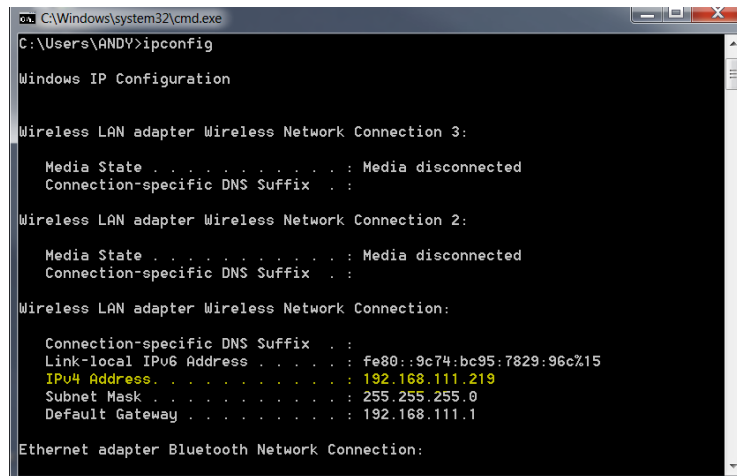 C:\Windows\system32\cmd.exe
C:\Users\ANDY>ipconfig
Windows IP Configuration
Wireless LAN adapter Wireless Network Connection 3:
Media State . . . . . . . . . . . : Media disconnected
Connection-specific DNS Suffix . :
Wireless LAN adapter Wireless Network Connection 2:
Media State . . . . . . . . . . . : Media disconnected
Connection-specific DNS Suffix . :
Wireless LAN adapter Wireless Network Connection:
Connection-specific DNS Suffix . :
Link-local IPv6 Address . . . . . : fe80::9c74:bc95:7829:96c%15
IPv4 Address. . . . . . . . . . . : 192.168.111.219
Subnet Mask . . . . . . . . . . . : 255.255.255.0
Default Gateway . . . . . . . . . : 192.168.111.1
Ethernet adapter Bluetooth Network Connection: